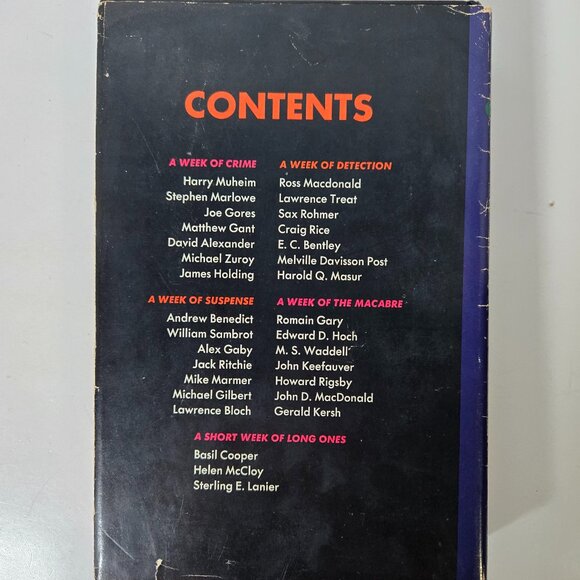 CONTENTS
A WEEK OF CRIME
Harry Muheim
Stephen Marlowe
Joe Gores
Matthew Gant
David Alexander
Michael Zuroy
James Holding
A WEEK OF DETECTION
Ross Macdonald
Lawrence Treat
Sax Rohmer
Craig Rice
E. C. Bentley
Melville Davisson Post
Harold Q. Masur
A WEEK OF SUSPENSE
Andrew Benedict
William Sambrot
Alex Gaby
Jack Ritchie
Mike Marmer
Michael Gilbert
Lawrence Bloch
A WEEK OF THE MACABRE
Romain Gary
Edward D. Hoch
M. S. Waddell
John Keefauver
Howard Rigsby
John D. MacDonald
Gerald Kersh
A SHORT WEEK OF LONG ONES
Basil Cooper
Helen McCloy
Sterling E. Lanier